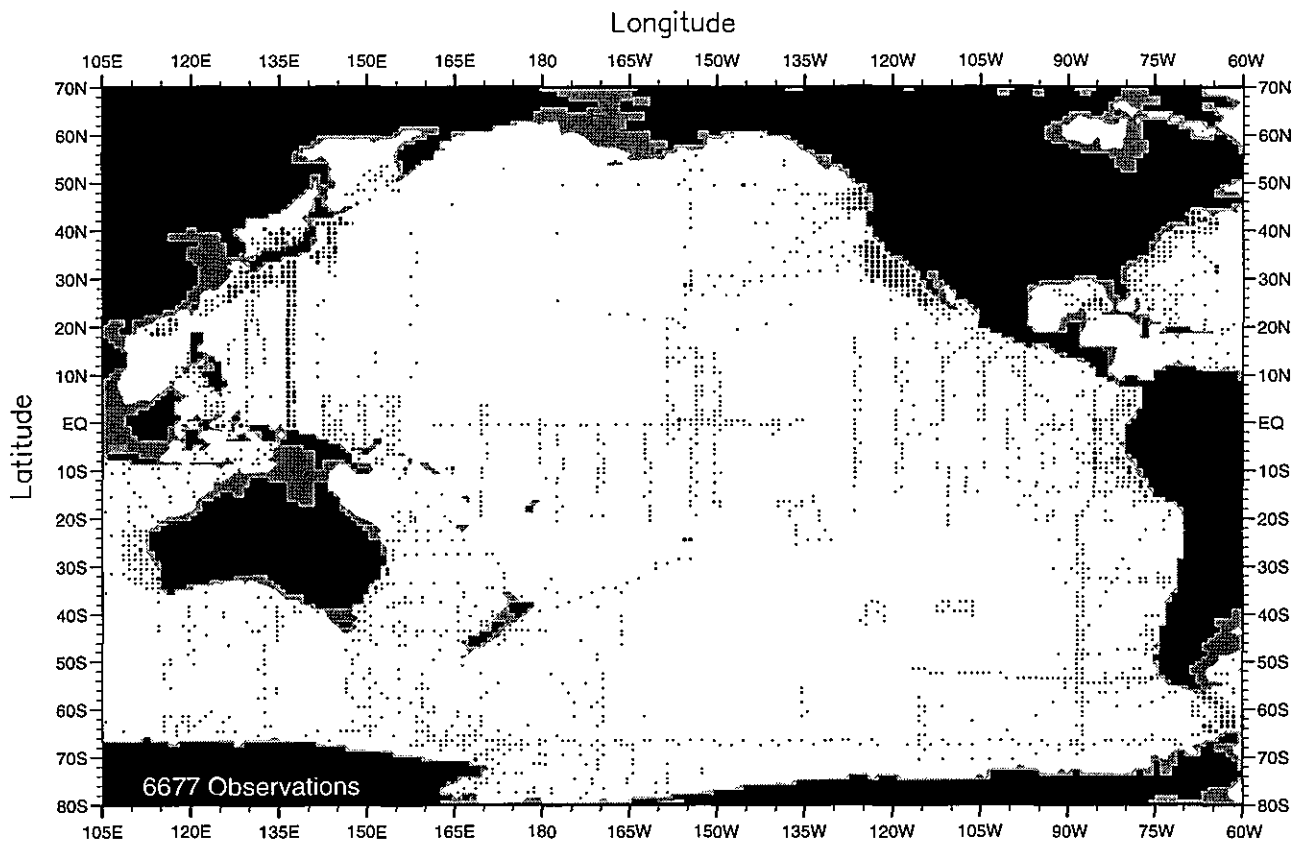 Longitude
105E 120E 135E 150E 165E 180 165W 150W 135W 120W 105W 90W 75W 60W
70N 70N
60N 60N
50N 50N
40N 40N
30N 30N
20N 20N
10N 10N
Latitude
EQ EQ
10S 10S
20S 20S
30S 30S
40S 40S
50S 50S
60S 60S
70S 70S
6677 Observations
80S 80S
105E 120E 135E 150E 165E 180 165W 150W 135W 120W 105W 90W 75W 60W